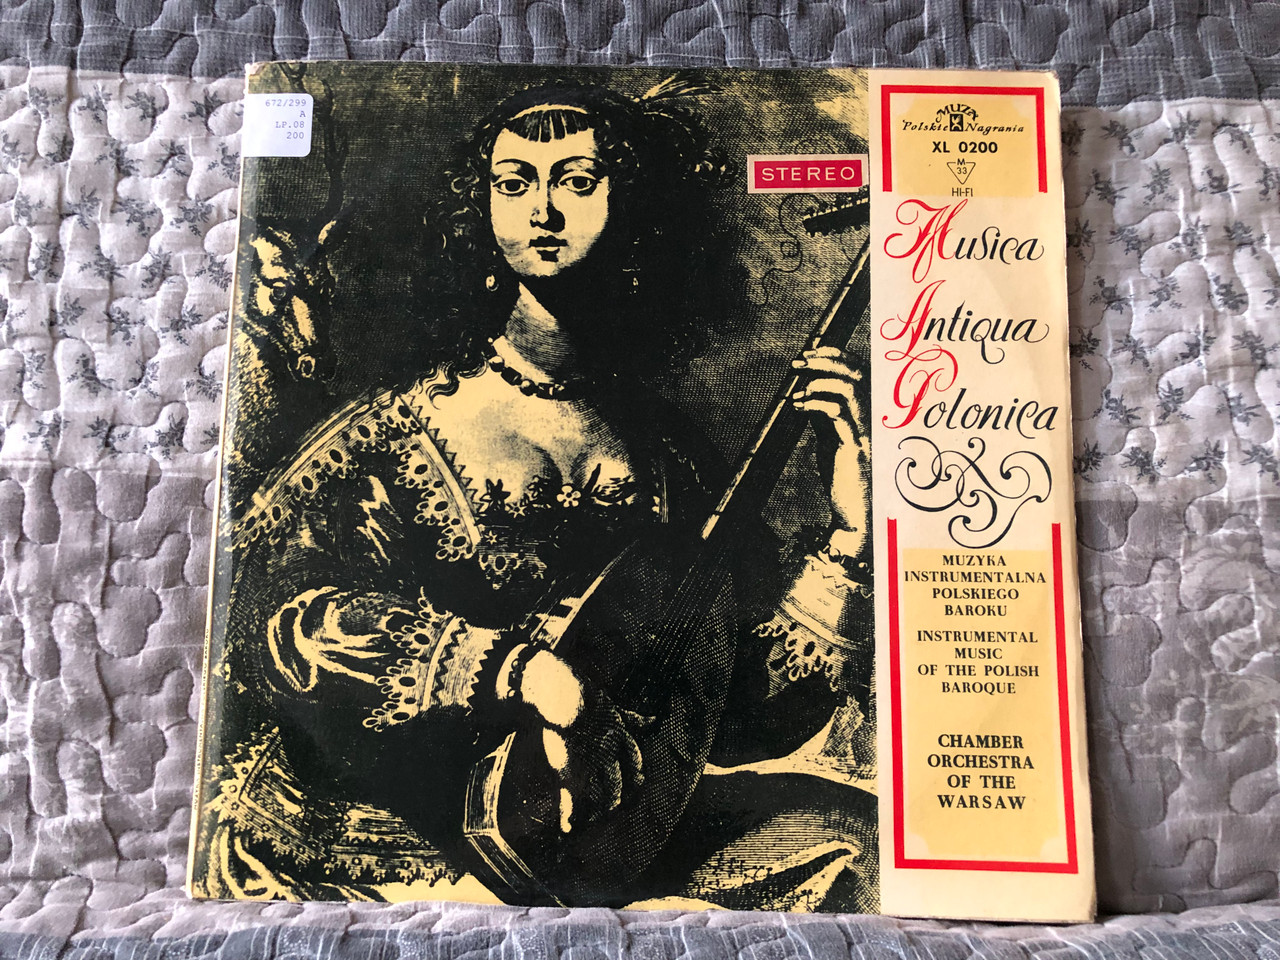 672/299
A
LP.08
200
STEREO
MUZA
Polskie Nagrania
XL 0200
M
33
HI-FI
Musica
Antiqua
Polonica
MUZYKA
INSTRUMENTALNA
POLSKIEGO
BAROKU
INSTRUMENTAL
MUSIC
OF THE POLISH
BAROQUE
CHAMBER
ORCHESTRA
OF THE
WARSAW